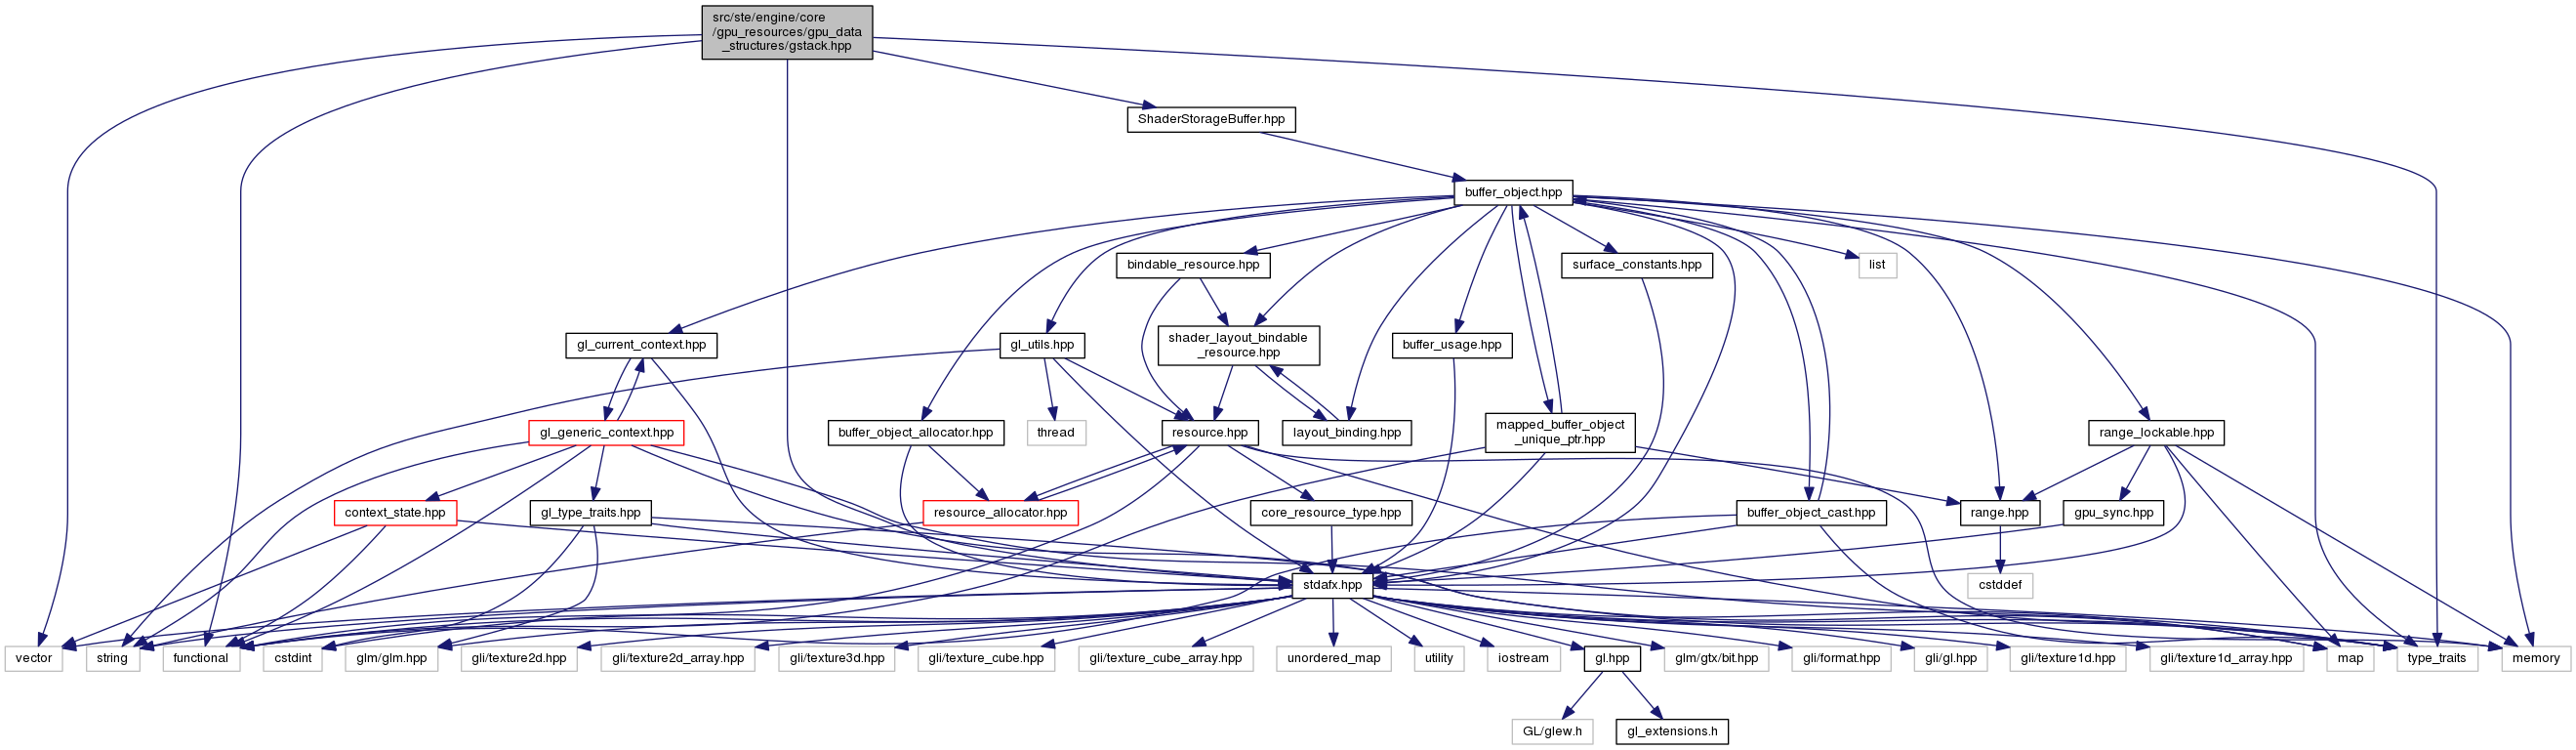 src/ste/engine/core
/gpu_resources/gpu_data
_structures/gstack.hpp
ShaderStorageBuffer.hpp
buffer_object.hpp
bindable_resource.hpp
surface_constants.hpp
list
gl_current_context.hpp
gl_utils.hpp
shader_layout_bindable
_resource.hpp
buffer_usage.hpp
gl_generic_context.hpp
buffer_object_allocator.hpp
thread
resource.hpp
layout_binding.hpp
mapped_buffer_object
_unique_ptr.hpp
range_lockable.hpp
context_state.hpp
gl_type_traits.hpp
resource_allocator.hpp
core_resource_type.hpp
buffer_object_cast.hpp
range.hpp
gpu_sync.hpp
stdafx.hpp
cstddef
vector
string
functional
cstdint
glm/glm.hpp
gli/texture2d.hpp
gli/texture2d_array.hpp
gli/texture3d.hpp
gli/texture_cube.hpp
gli/texture_cube_array.hpp
unordered_map
utility
iostream
gl.hpp
glm/gtx/bit.hpp
gli/format.hpp
gli/gl.hpp
gli/texture1d.hpp
gli/texture1d_array.hpp
map
type_traits
memory
GL/glew.h
gl_extensions.h